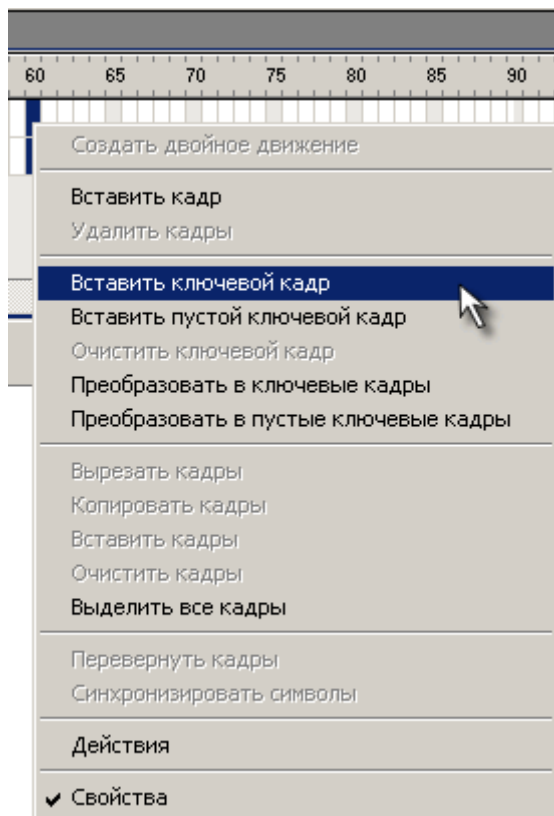 60 65 70 75 80 85 90
Создать двойное движение
Вставить кадр
Удалить кадры
Вставить ключевой кадр
Вставить пустой ключевой кадр
Очистить ключевой кадр
Преобразовать в ключевые кадры
Преобразовать в пустые ключевые кадры
Вырезать кадры
Копировать кадры
Вставить кадры
Очистить кадры
Выделить все кадры
Перевернуть кадры
Синхронизировать символы
Действия
Свойства